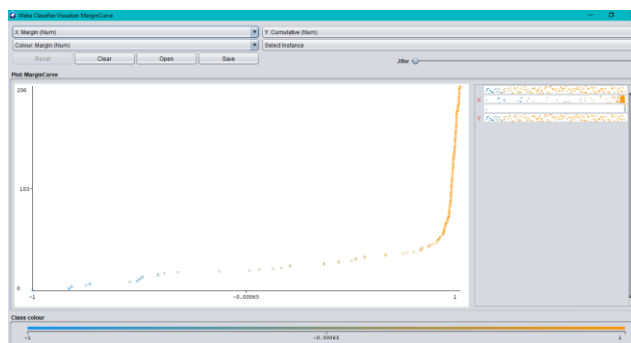 Weka Classifier Visualize: MarginCurve
X: Margin (Num)
Y: Cumulative (Num)
Colour: Margin (Num)
Select Instance
Reset
Clear
Open
Save
Jitter
Plot: MarginCurve
206
103
0
-1
-0.00065
1
X
Y
Class colour
-1
-0.00065
1